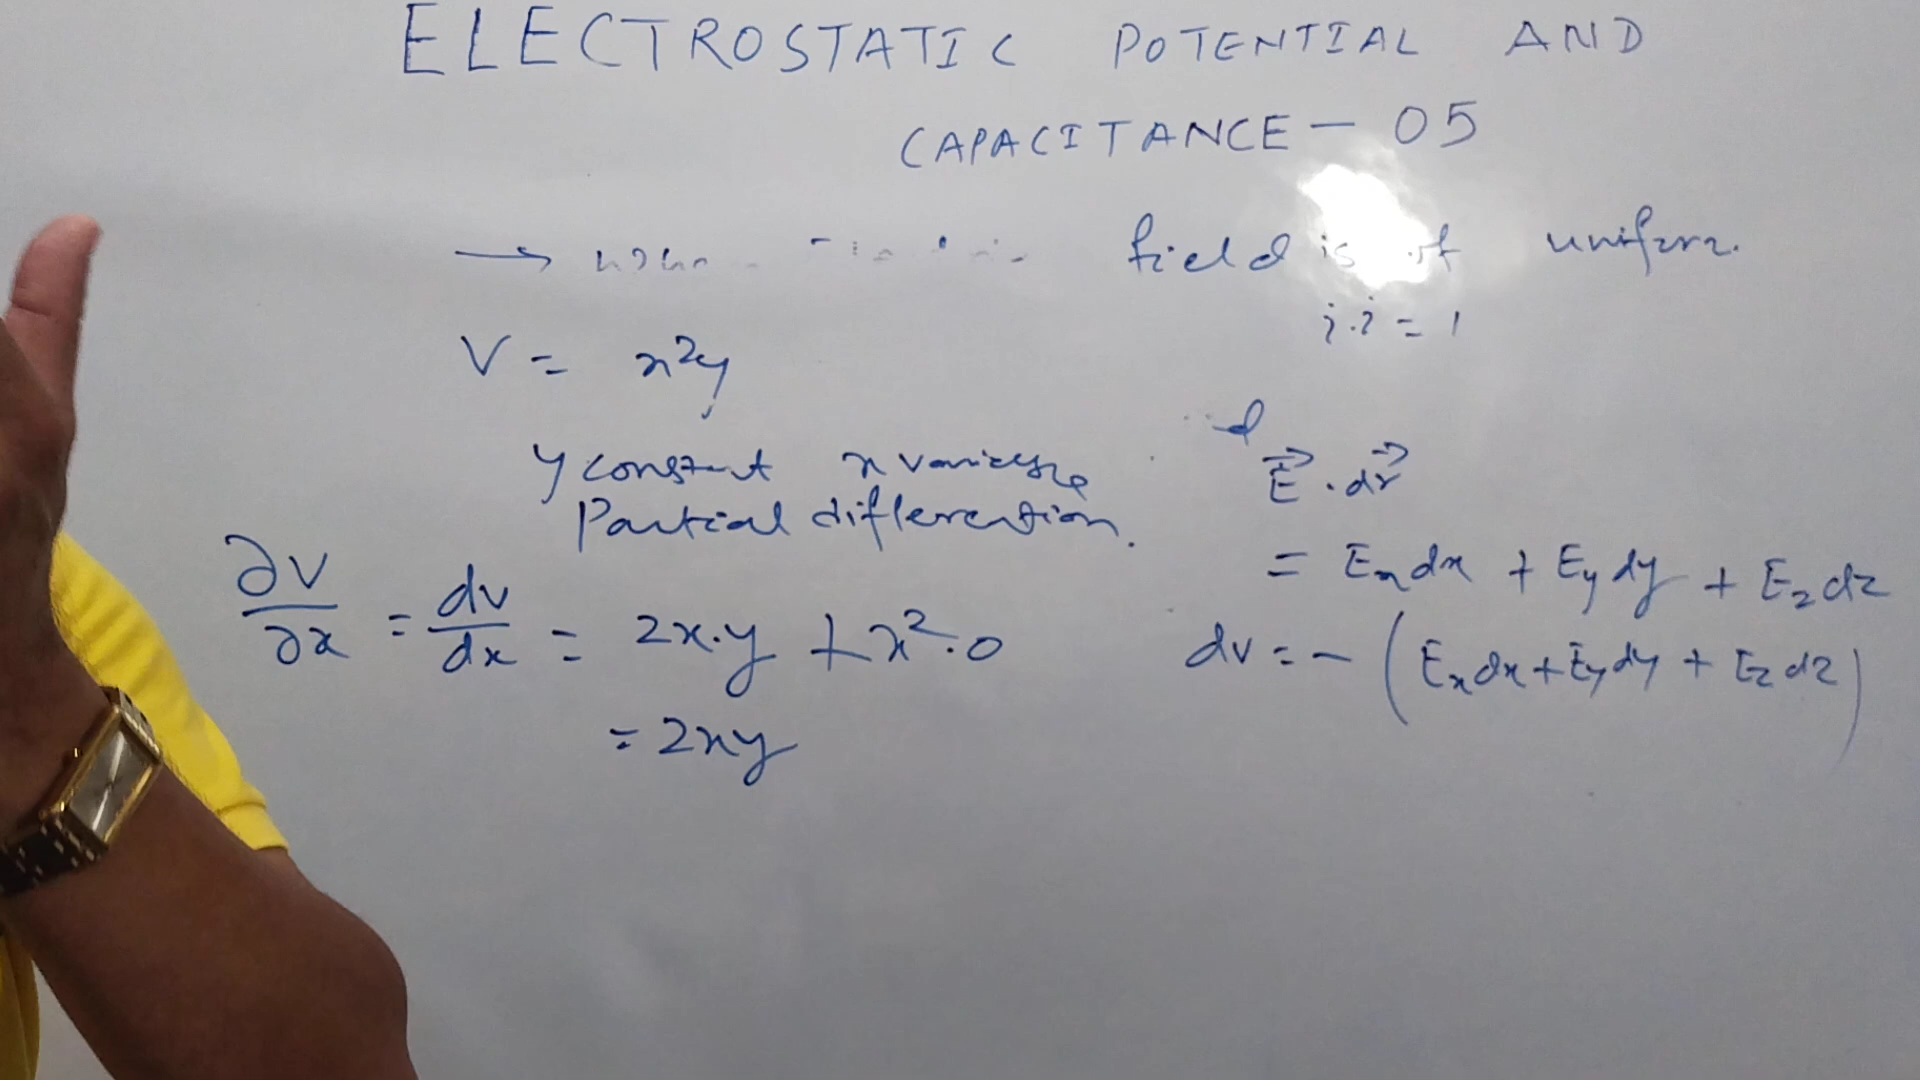 ELECTROSTATIC POTENTIAL AND
CAPACITANCE - 05
→ field is uniform.
V = x²y
y constant x variable
Partial differention.
∂V/∂x = dv/dx = 2x.y + x².0
= 2xy
= 1
E⃗ . dr⃗
= Exdx + Eydy + Ezdz
dv = - (Exdx + Eydy + Ezdz)